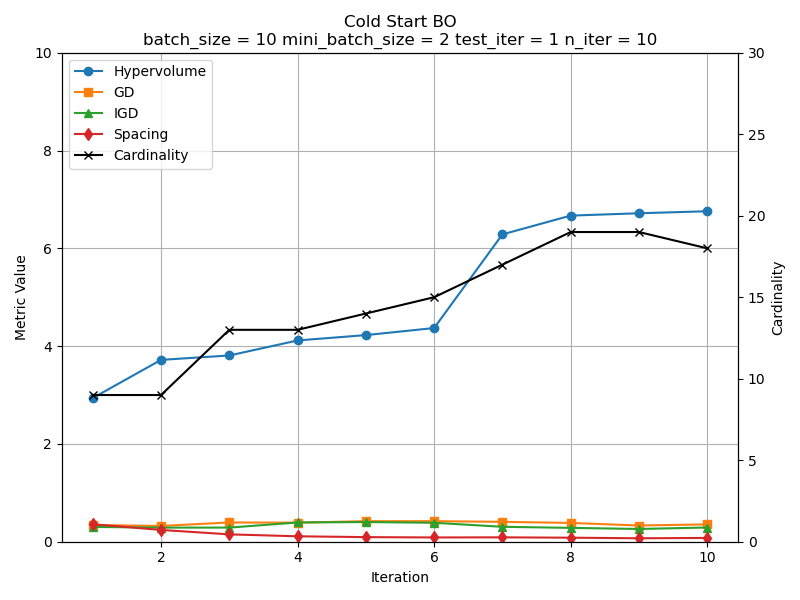 Cold Start BO
batch_size = 10 mini_batch_size = 2 test_iter = 1 n_iter = 10
Hypervolume
GD
IGD
Spacing
Cardinality
10
8
6
4
2
0
Metric Value
30
25
20
15
10
5
0
Cardinality
2
4
6
8
10
Iteration